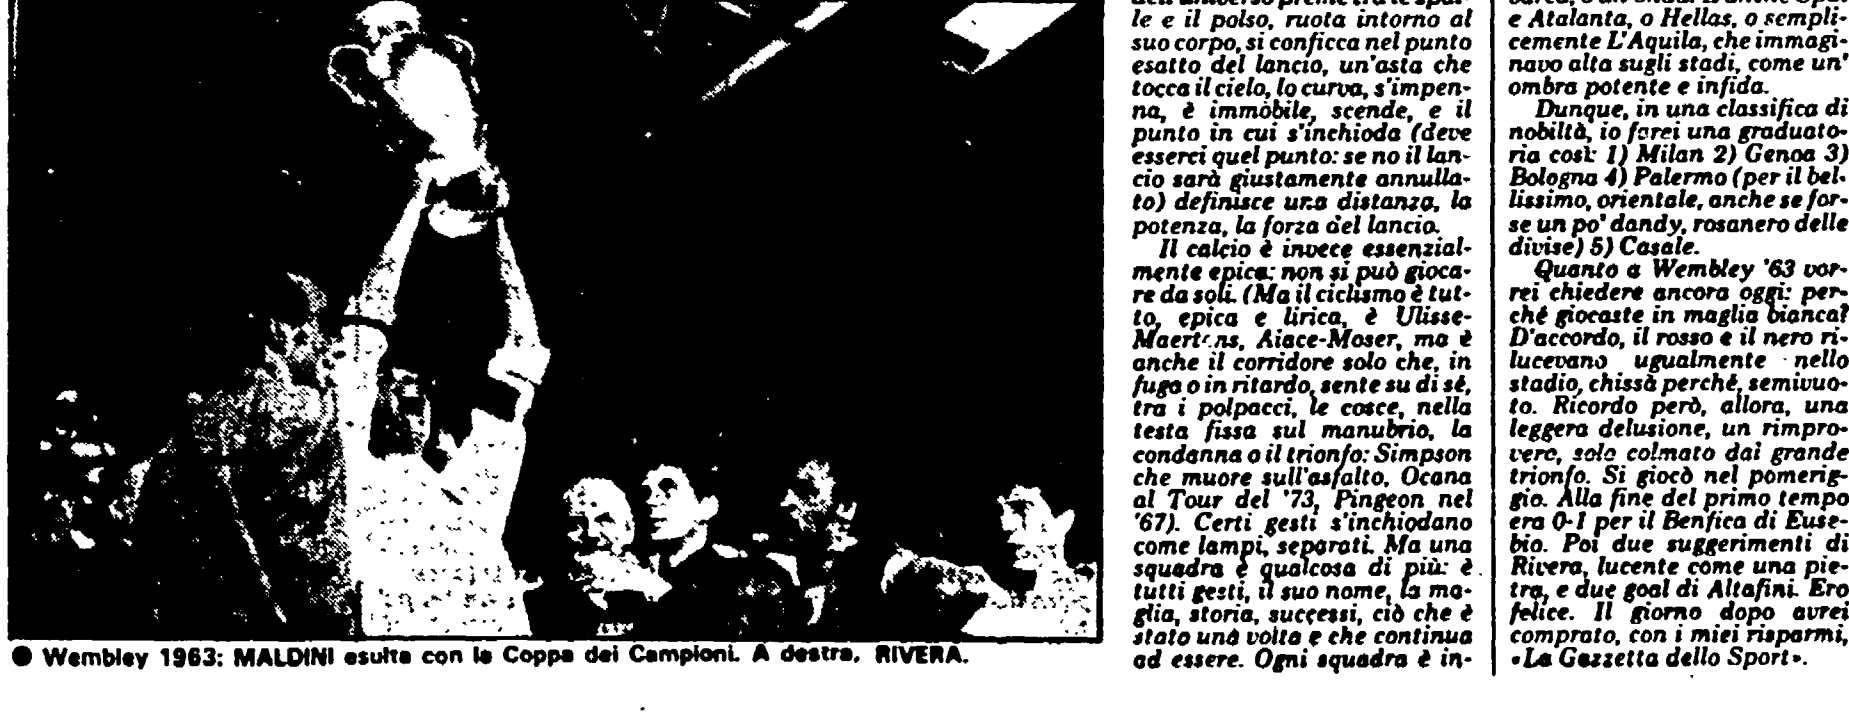 ● Wembley 1963: MALDINI esulta con la Coppa dei Campioni. A destra, RIVERA.
le e il polso, ruota intorno al
suo corpo, si conficca nel punto
esatto del lancio, un'asta che
tocca il cielo, lo curva, s'impen-
na, è immobile, scende, e il
punto in cui s'inchioda (deve
esserci quel punto: se no il lan-
cio sarà giustamente annulla-
to) definisce una distanza, la
potenza, la forza del lancio.
Il calcio è invece essenzial-
mente epica: non si può gioca-
re da soli. (Ma il ciclismo è tut-
to, epica e lirica, è Ulisse-
Maertens, Aiace-Moser, ma è
anche il corridore solo che, in
fuga o in ritardo, sente su di sé,
tra i polpacci, le cosce, nella
testa fissa sul manubrio, la
condanna o il trionfo: Simpson
che muore sull'asfalto, Ocana
al Tour del '73, Pingeon nel
'67). Certi gesti s'inchiodano
come lampi, separati. Ma una
squadra è qualcosa di più: è
tutti gesti, il suo nome, la ma-
glia, storia, successi, ciò che è
stato una volta e che continua
ad essere. Ogni squadra è in-
e Atalanta, o Hellas, o sempli-
cemente L'Aquila, che immagi-
navo alta sugli stadi, come un'
ombra potente e infida.
Dunque, in una classifica di
nobiltà, io farei una graduato-
ria così: 1) Milan 2) Genoa 3)
Bologna 4) Palermo (per il bel-
lissimo, orientale, anche se for-
se un po' dandy, rosanero delle
divise) 5) Casale.
Quanto a Wembley '63 vor-
rei chiedere ancora oggi: per-
ché giocaste in maglia bianca?
D'accordo, il rosso e il nero ri-
lucevano ugualmente nello
stadio, chissà perché, semivuo-
to. Ricordo però, allora, una
leggera delusione, un rimpro-
vero, solo colmato dai grande
trionfo. Si giocò nel pomerig-
gio. Alla fine del primo tempo
era 0-1 per il Benfica di Euse-
bio. Poi due suggerimenti di
Rivera, lucente come una pie-
tra, e due goal di Altafini. Ero
felice. Il giorno dopo avrei
comprato, con i miei risparmi,
«La Gazzetta dello Sport».